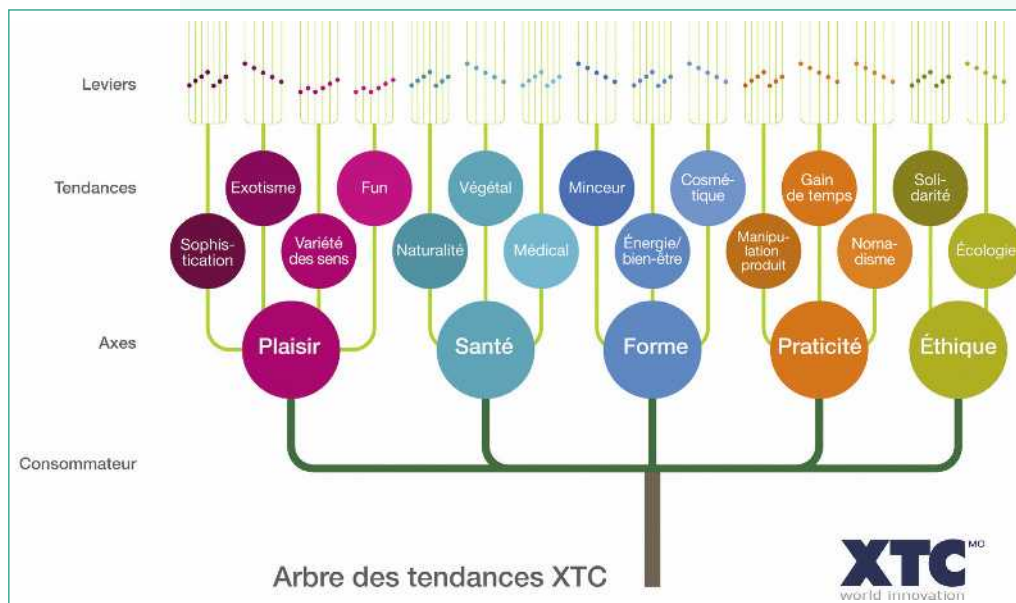 Leviers
Tendances
Exotisme
Fun
Végétal
Minceur
Cosmé-
tique
Gain
de temps
Soli-
darité
Sophis-
tication
Variété
des sens
Naturalité
Médical
Énergie/
bien-être
Manipu-
lation
produit
Noma-
disme
Écologie
Axes
Plaisir
Santé
Forme
Praticité
Éthique
Consommateur
Arbre des tendances XTC
XTC MC
world innovation